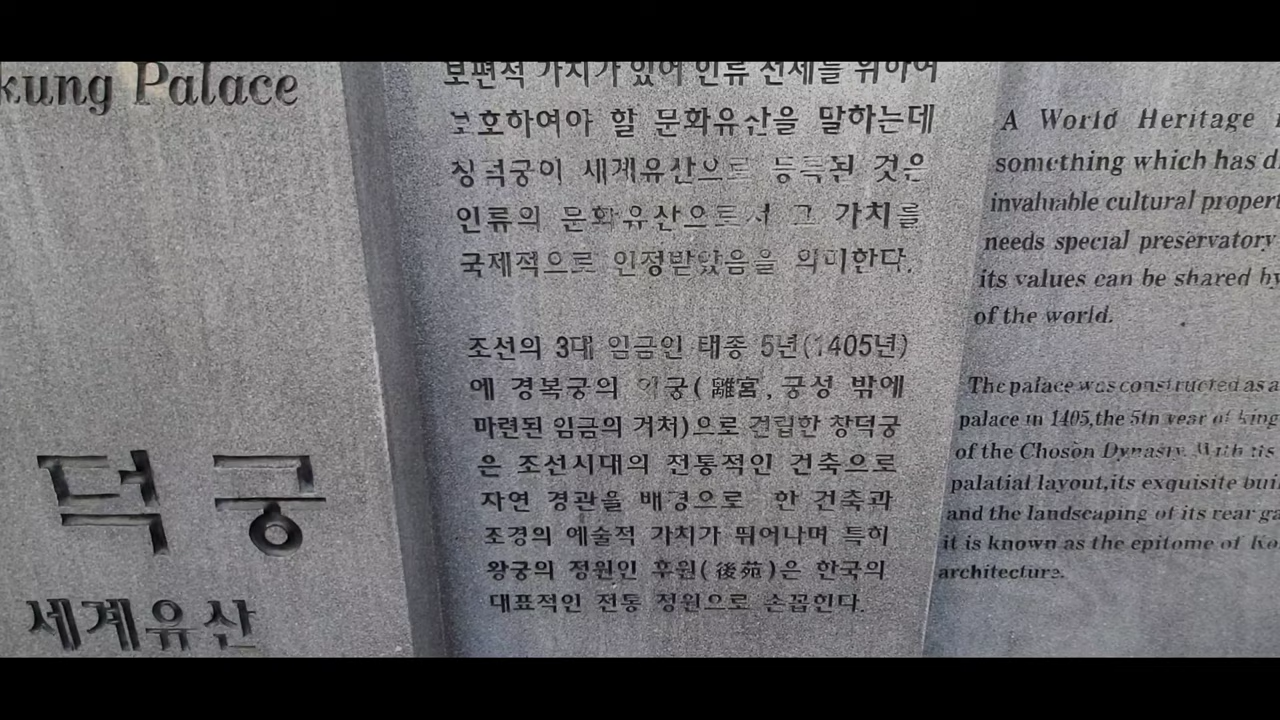 Palace
덕궁
세계유산
보편적 가치가 있어 인류 전체를 위하여
보호하여야 할 문화유산을 말하는데
창덕궁이 세계유산으로 등록된 것은
인류의 문화유산으로서 그 가치를
국제적으로 인정받았음을 의미한다.
조선의 3대 임금인 태종 5년(1405년)
에 경복궁의 이궁(離宮, 궁성 밖에
마련된 임금의 거처)으로 건립한 창덕궁
은 조선시대의 전통적인 건축으로
자연 경관을 배경으로 한 건축과
조경의 예술적 가치가 뛰어나며 특히
왕궁의 정원인 후원(後苑)은 한국의
대표적인 전통 정원으로 손꼽힌다.
A World Heritage
something which has
invaluable cultural
needs special preservatory
its values can be shared by
of the world.
The palace was constructed as a
palace in 1405,the 5th year of King
of the Choson Dynasty. With its
palatial layout,its exquisite
and the landscaping of its rear
it is known as the epitome of
architecture.